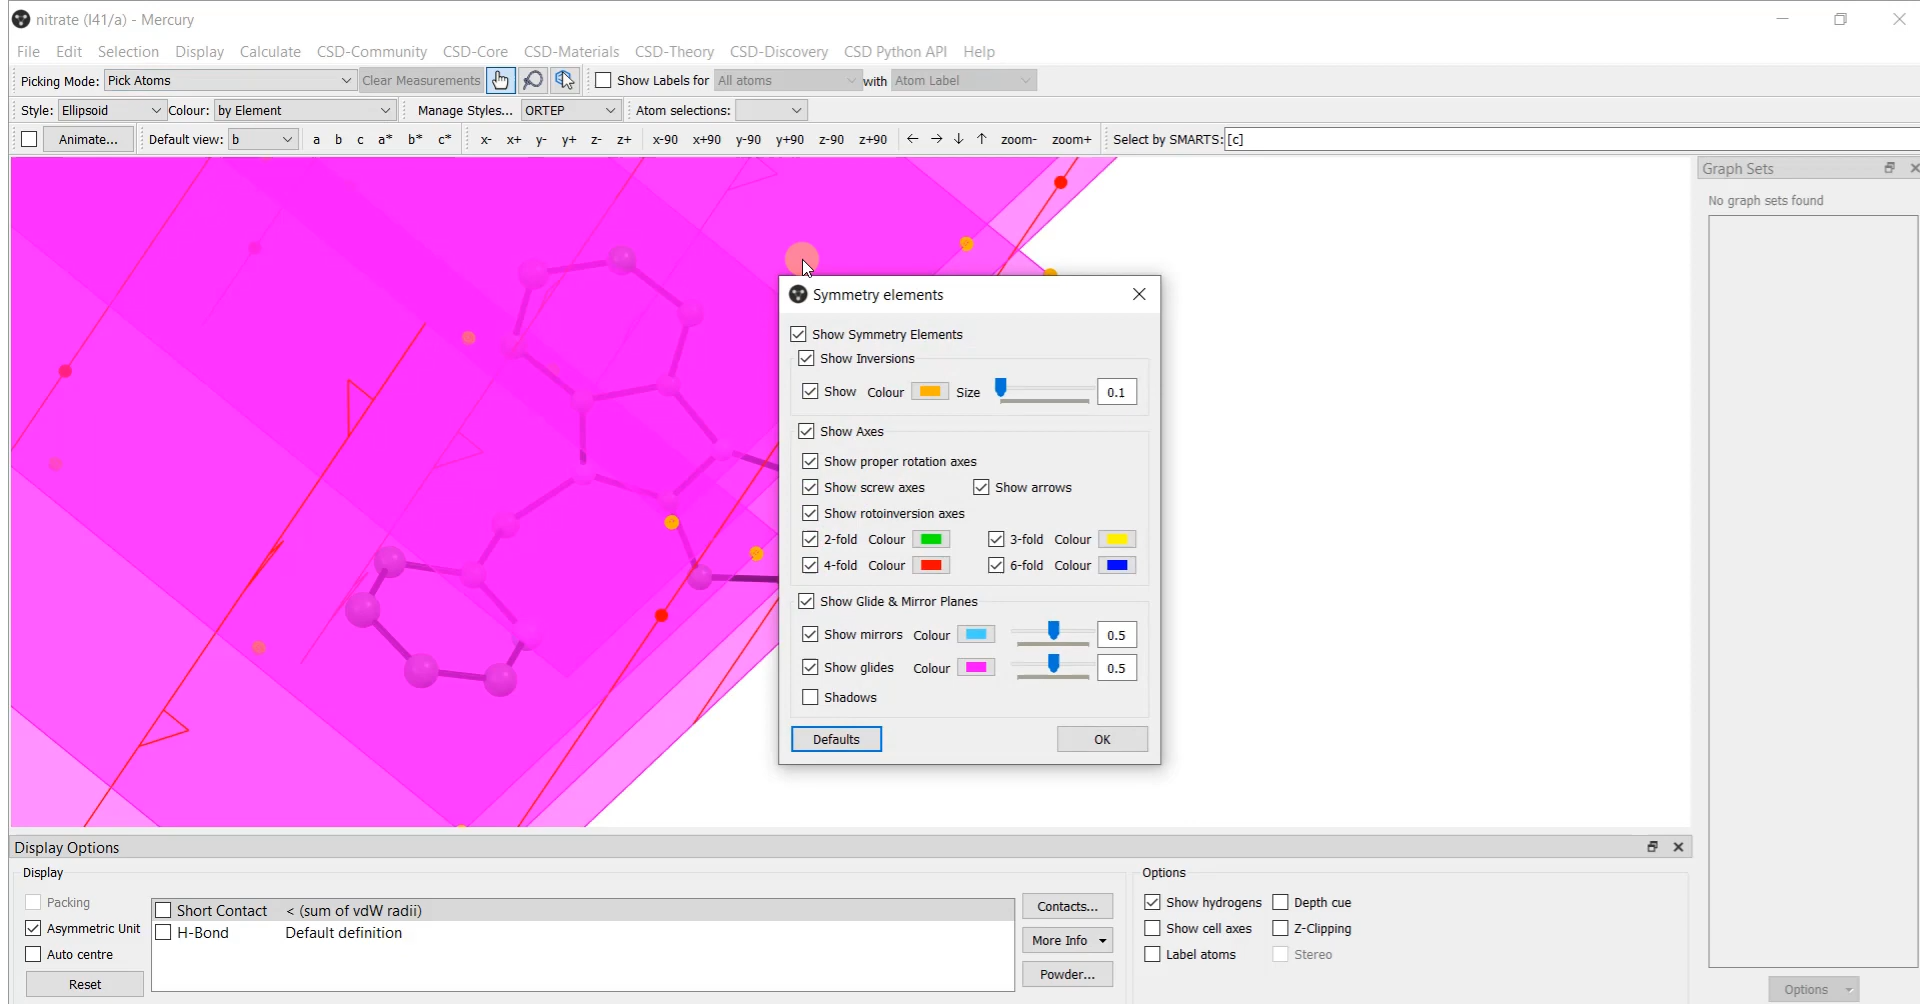 nitrate (I41/a) - Mercury
File Edit Selection Display Calculate CSD-Community CSD-Core CSD-Materials CSD-Theory CSD-Discovery CSD Python API Help
Picking Mode: Pick Atoms Clear Measurements Show Labels for All atoms with Atom Label
Style: Ellipsoid Colour: by Element Manage Styles... ORTEP Atom selections:
Animate... Default view: b a b c a* b* c* x- x+ y- y+ z- z+ x-90 x+90 y-90 y+90 z-90 z+90 ← → ↓ ↑ zoom- zoom+ Select by SMARTS: [c]
Graph Sets
No graph sets found
Symmetry elements
Show Symmetry Elements
Show Inversions
Show Colour Size 0.1
Show Axes
Show proper rotation axes
Show screw axes Show arrows
Show rotoinversion axes
2-fold Colour 3-fold Colour
4-fold Colour 6-fold Colour
Show Glide & Mirror Planes
Show mirrors Colour 0.5
Show glides Colour 0.5
Shadows
Defaults OK
Display Options
Display
Packing
Asymmetric Unit
Auto centre
Reset
Short Contact < (sum of vdW radii)
H-Bond Default definition
Contacts...
More Info
Powder...
Options
Show hydrogens Depth cue
Show cell axes Z-Clipping
Label atoms Stereo
Options